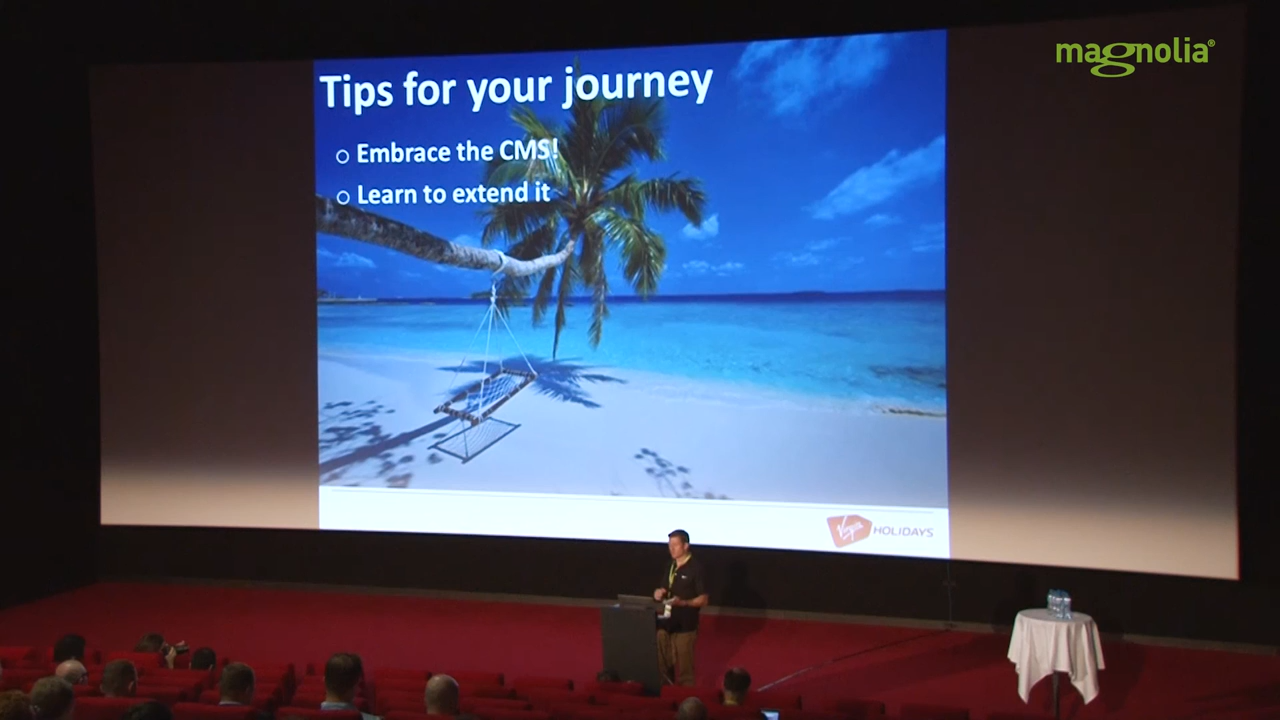 magnolia®
Tips for your journey
Embrace the CMS!
Learn to extend it
Virgin HOLIDAYS